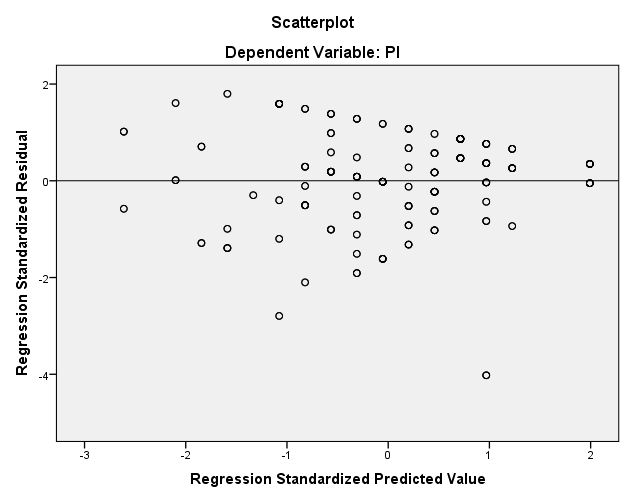 Scatterplot
Dependent Variable: PI
Regression Standardized Residual
2
0
-2
-4
-3
-2
-1
0
1
2
Regression Standardized Predicted Value